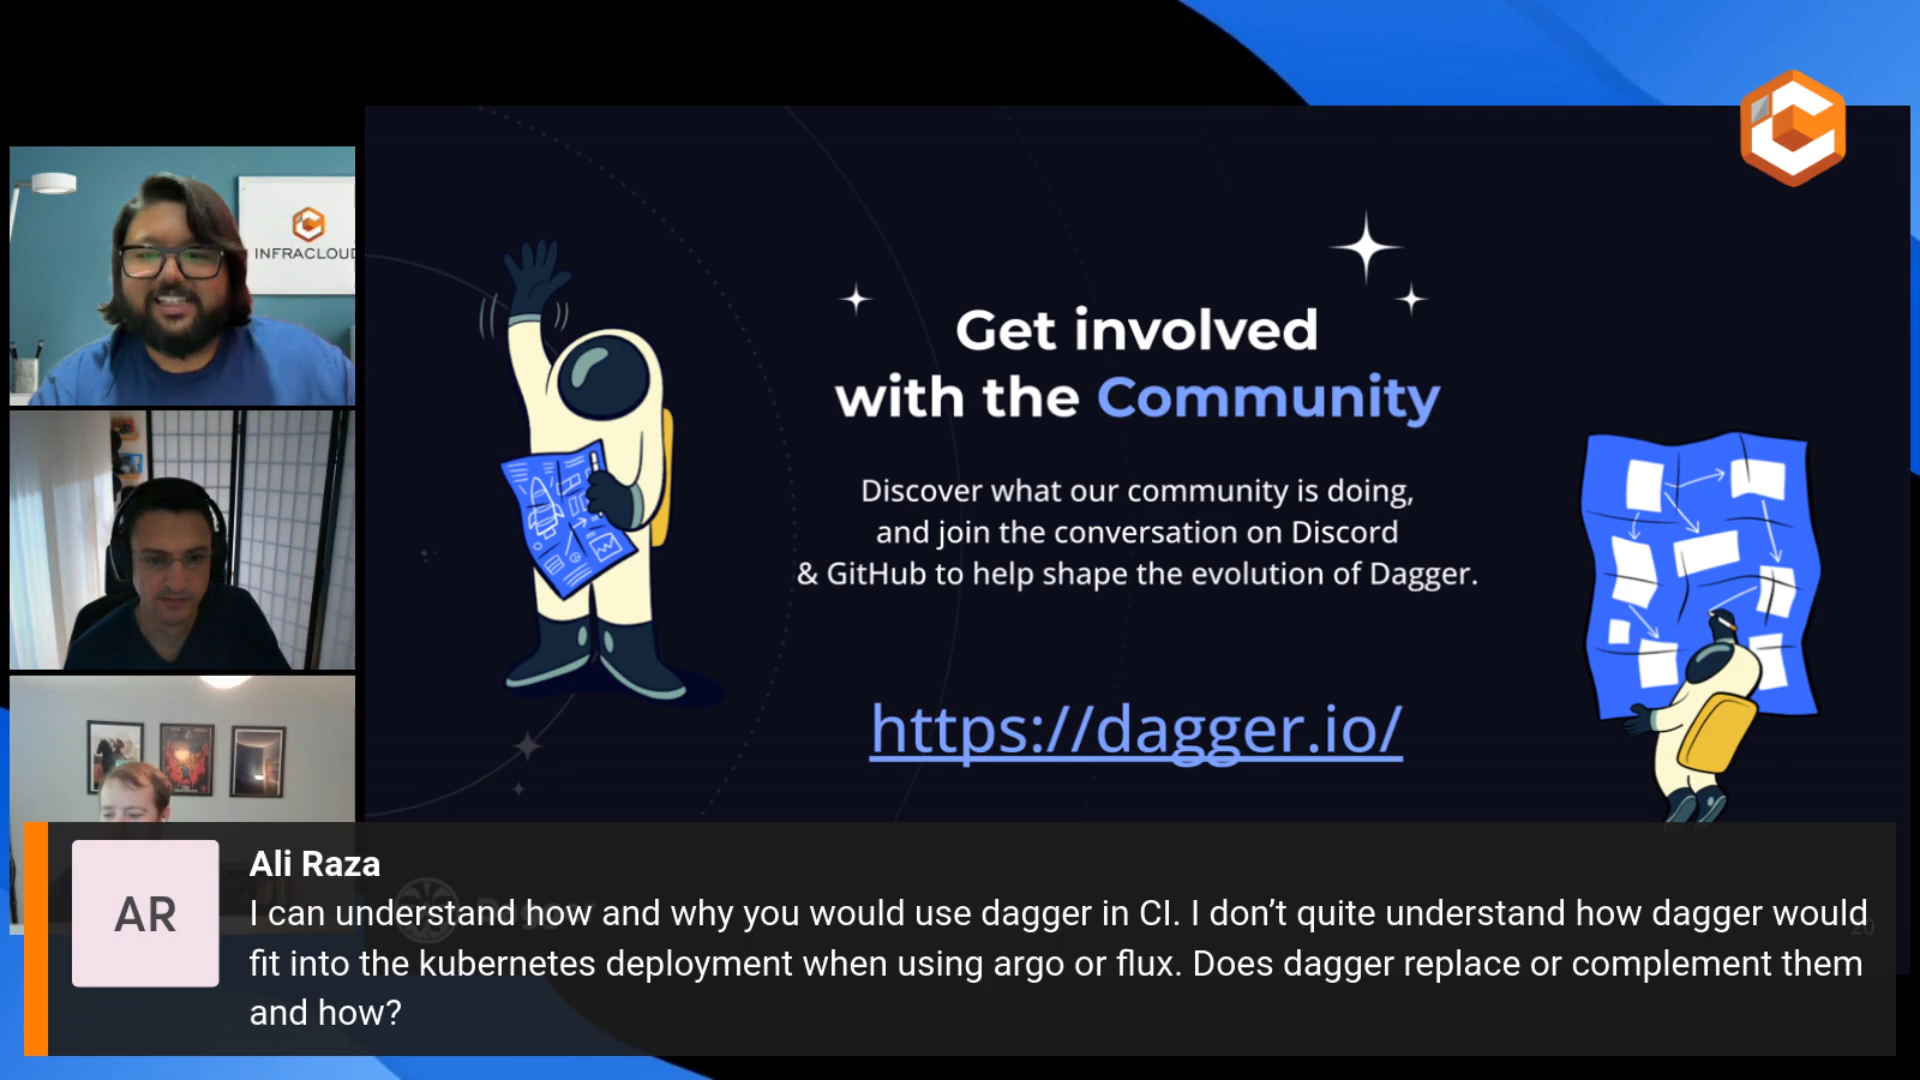 INFRACLOUD
Get involved
with the Community
Discover what our community is doing,
and join the conversation on Discord
& GitHub to help shape the evolution of Dagger.
https://dagger.io/
AR
Ali Raza
I can understand how and why you would use dagger in CI. I don’t quite understand how dagger would
fit into the kubernetes deployment when using argo or flux. Does dagger replace or complement them
and how?
20